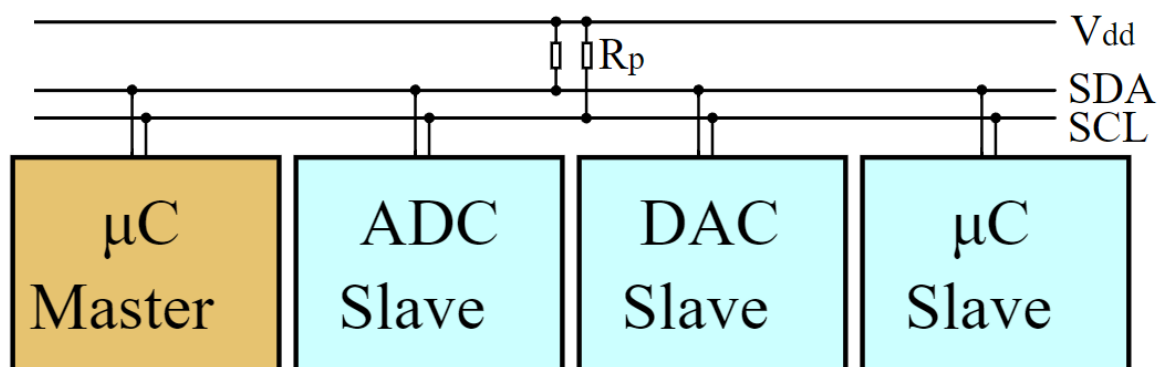 Vdd
Rp
SDA
SCL
μC
Master
ADC
Slave
DAC
Slave
μC
Slave